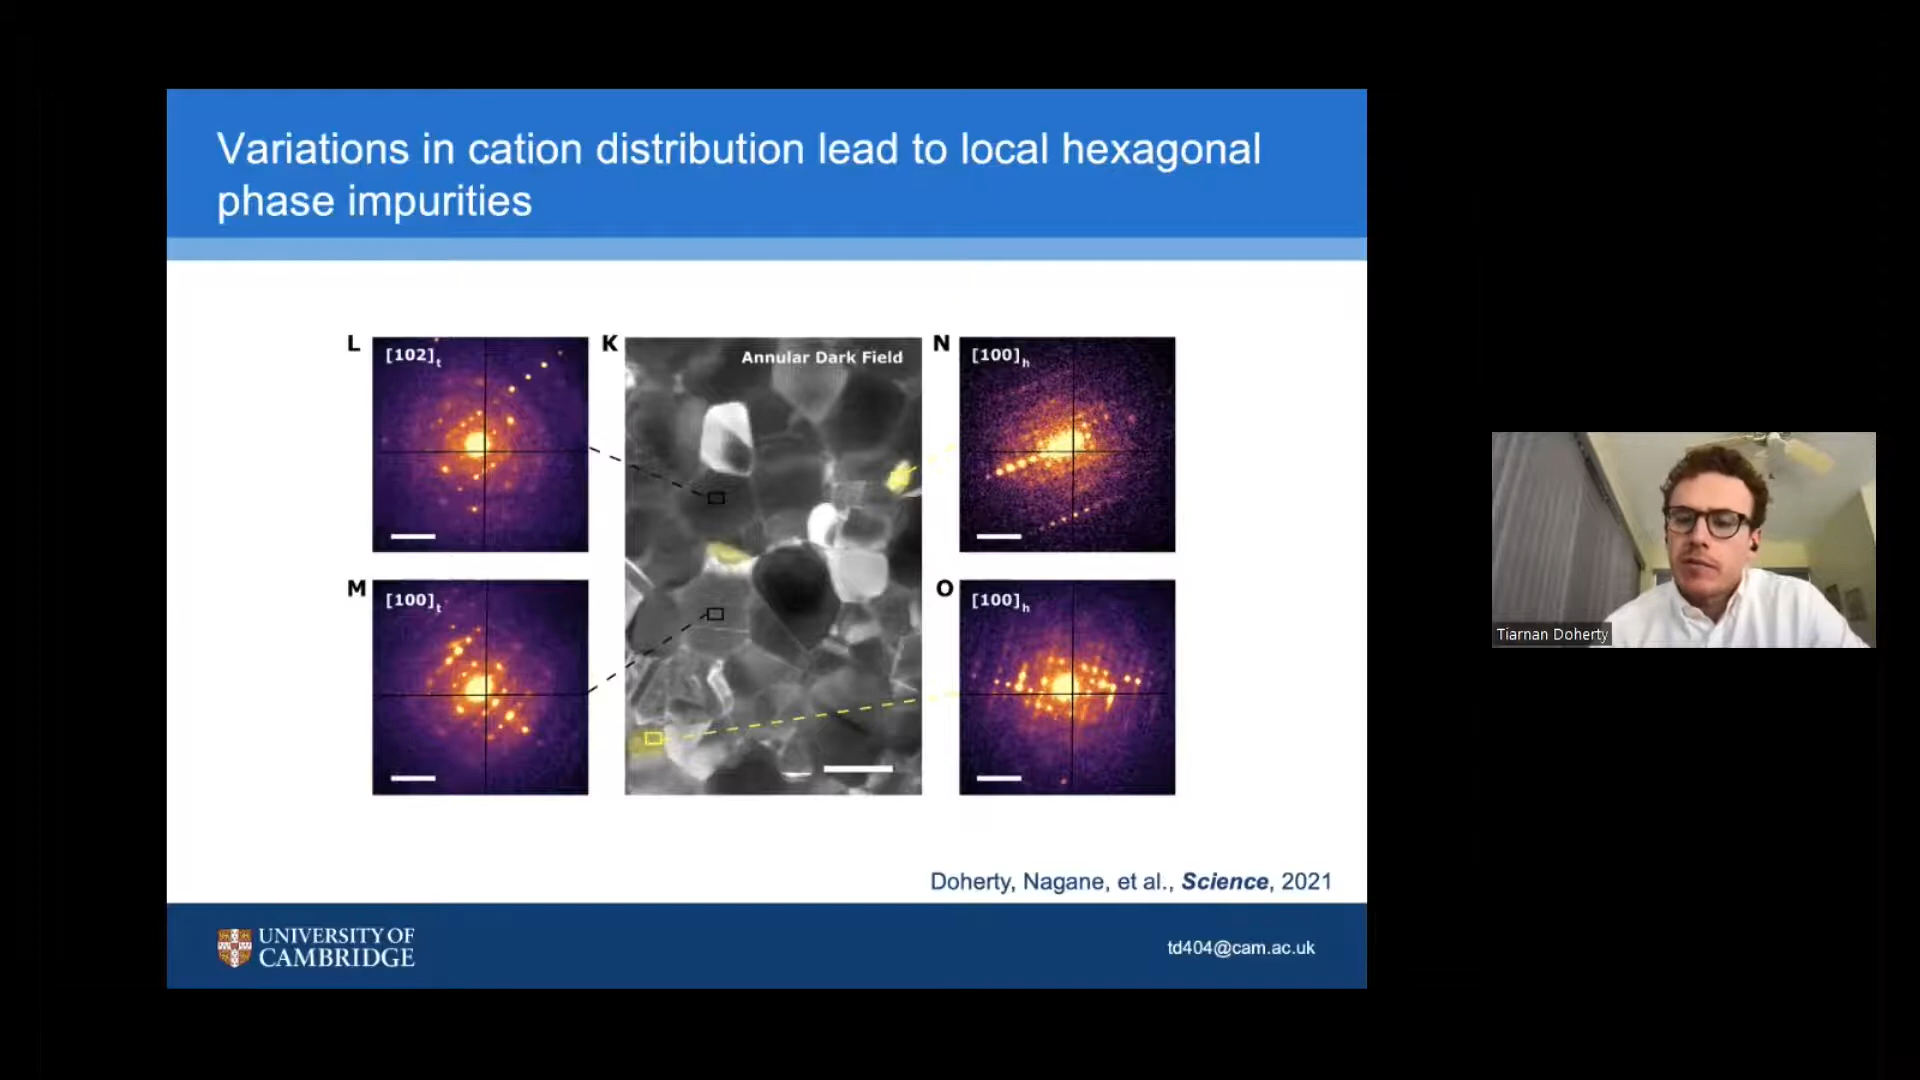 Variations in cation distribution lead to local hexagonal
phase impurities
L
[102]t
K
Annular Dark Field
N
[100]h
M
[100]t
O
[100]h
Doherty, Nagane, et al., Science, 2021
UNIVERSITY OF
CAMBRIDGE
td404@cam.ac.uk
Tiarnan Doherty